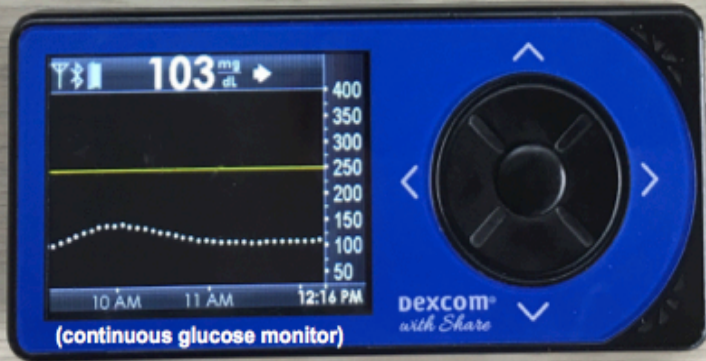 103 mg/dL
400
350
300
250
200
150
100
50
10 AM 11 AM 12:16 PM
(continuous glucose monitor)
Dexcom®
with Share